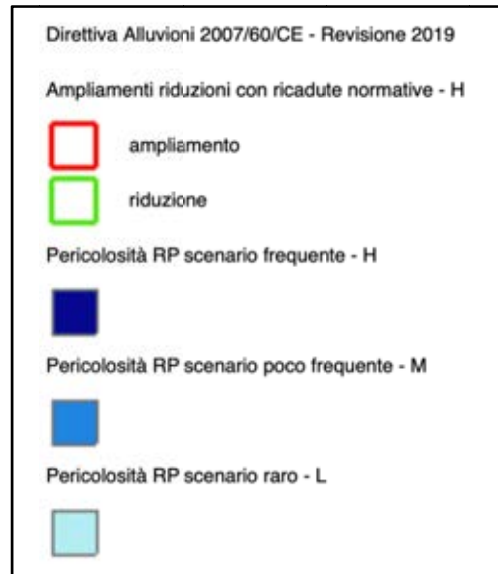 Direttiva Alluvioni 2007/60/CE - Revisione 2019
Ampliamenti riduzioni con ricadute normative - H
ampliamento
riduzione
Pericolosità RP scenario frequente - H
Pericolosità RP scenario poco frequente - M
Pericolosità RP scenario raro - L